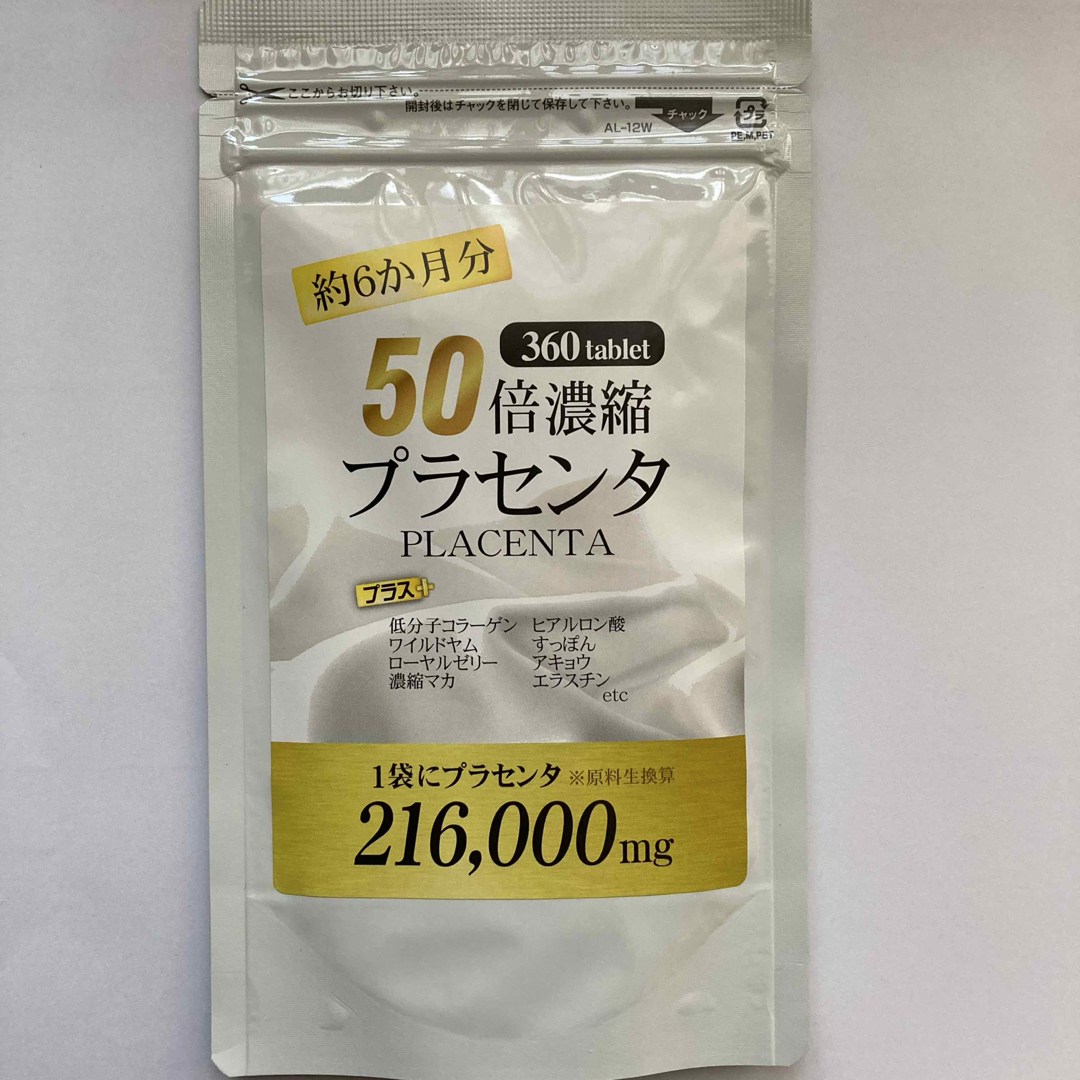 ここからお切り下さい。
開封後はチャックを閉じて保存して下さい。
チャック
プラ
AL-12W
PE,M,PET
約6か月分
360 tablet
50倍濃縮
プラセンタ
PLACENTA
プラス+
低分子コラーゲン ヒアルロン酸
ワイルドヤム すっぽん
ローヤルゼリー アキョウ
濃縮マカ エラスチン
etc
1袋にプラセンタ ※原料生換算
216,000mg